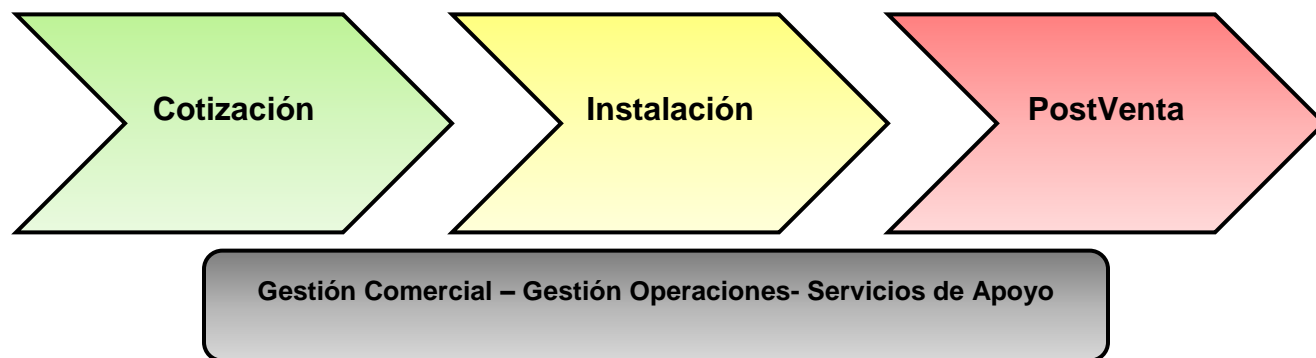 Cotización
Instalación
PostVenta
Gestión Comercial – Gestión Operaciones- Servicios de Apoyo